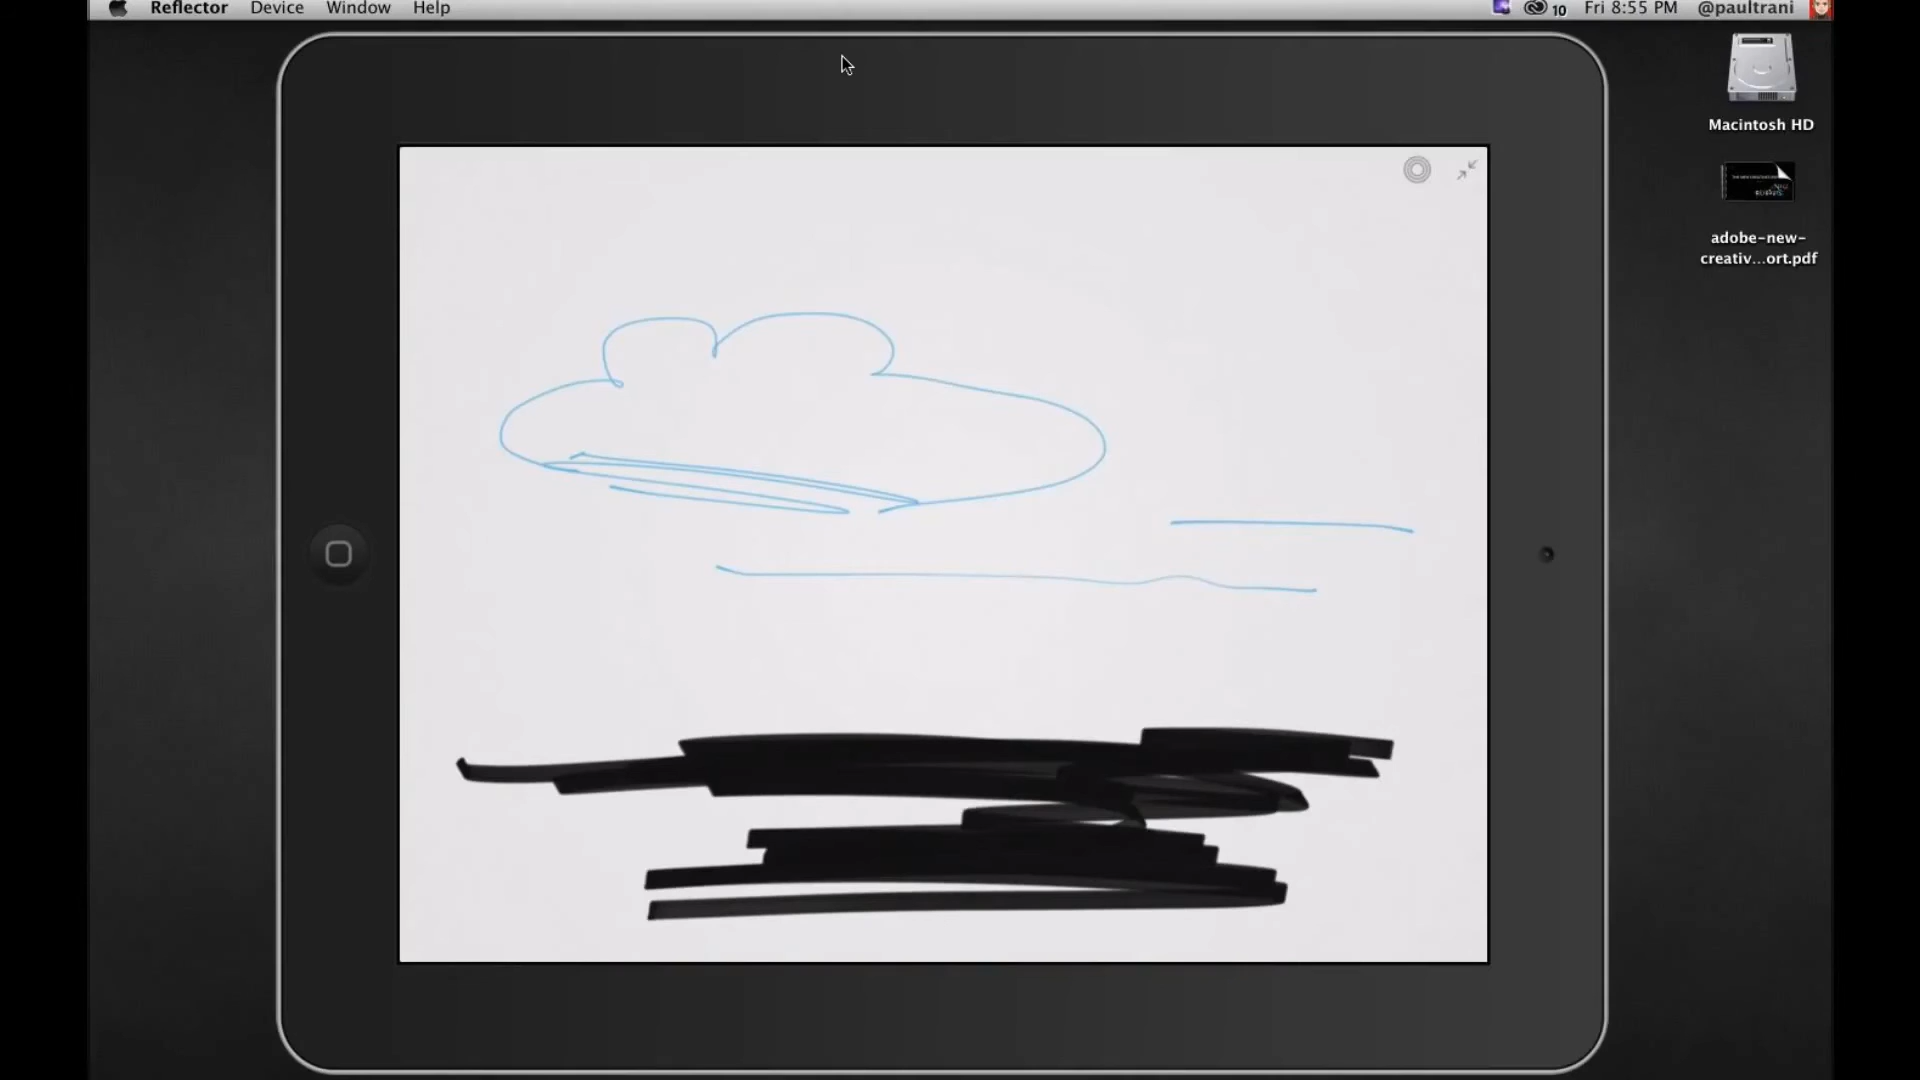 Reflector Device Window Help 10 Fri 8:55 PM @paultrani
Macintosh HD
adobe-new-
creativ...ort.pdf